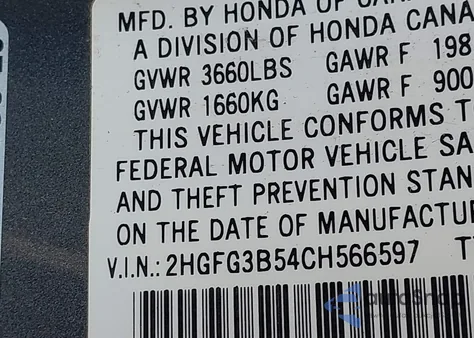 MFD. BY HONDA OF
A DIVISION OF HONDA CANA
GVWR 3660LBS GAWR F 198
GVWR 1660KG GAWR F 900
THIS VEHICLE CONFORMS T
FEDERAL MOTOR VEHICLE SA
AND THEFT PREVENTION STAN
ON THE DATE OF MANUFACTU
V.I.N.: 2HGFG3B54CH566597 T